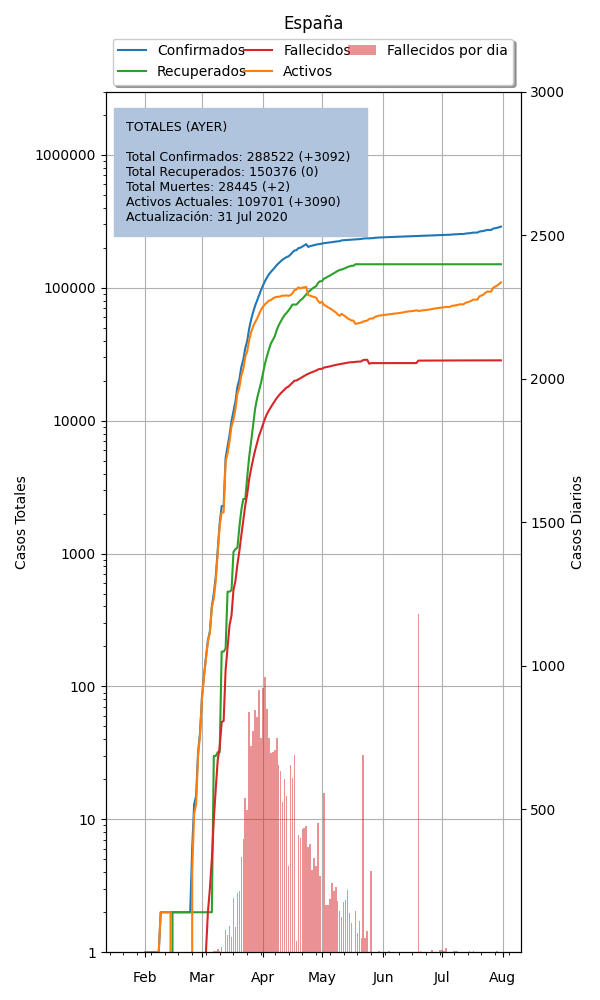 España
Confirmados
Fallecidos
Fallecidos por dia
Recuperados
Activos
TOTALES (AYER)
Total Confirmados: 288522 (+3092)
Total Recuperados: 150376 (0)
Total Muertes: 28445 (+2)
Activos Actuales: 109701 (+3090)
Actualización: 31 Jul 2020
Casos Totales
1000000
100000
10000
1000
100
10
1
3000
2500
2000
1500
1000
500
Casos Diarios
Feb
Mar
Apr
May
Jun
Jul
Aug